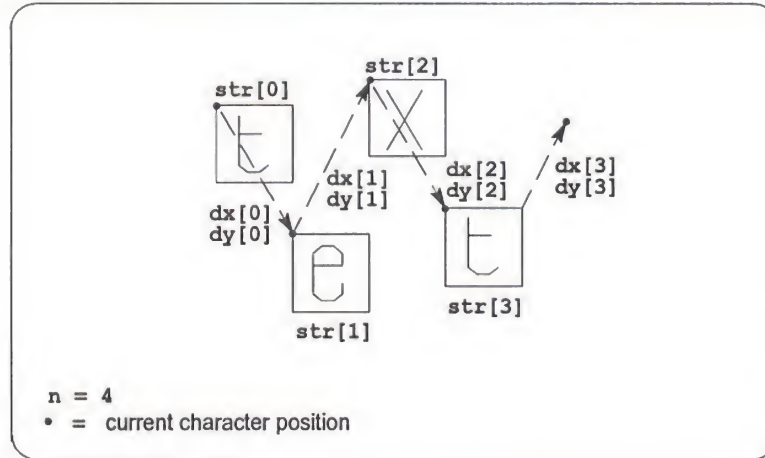 str[2]
str[0]
t
x
dx[1]
dy[1]
dx[2]
dy[2]
dx[3]
dy[3]
dx[0]
dy[0]
e
t
str[1]
str[3]
n = 4
• = current character position